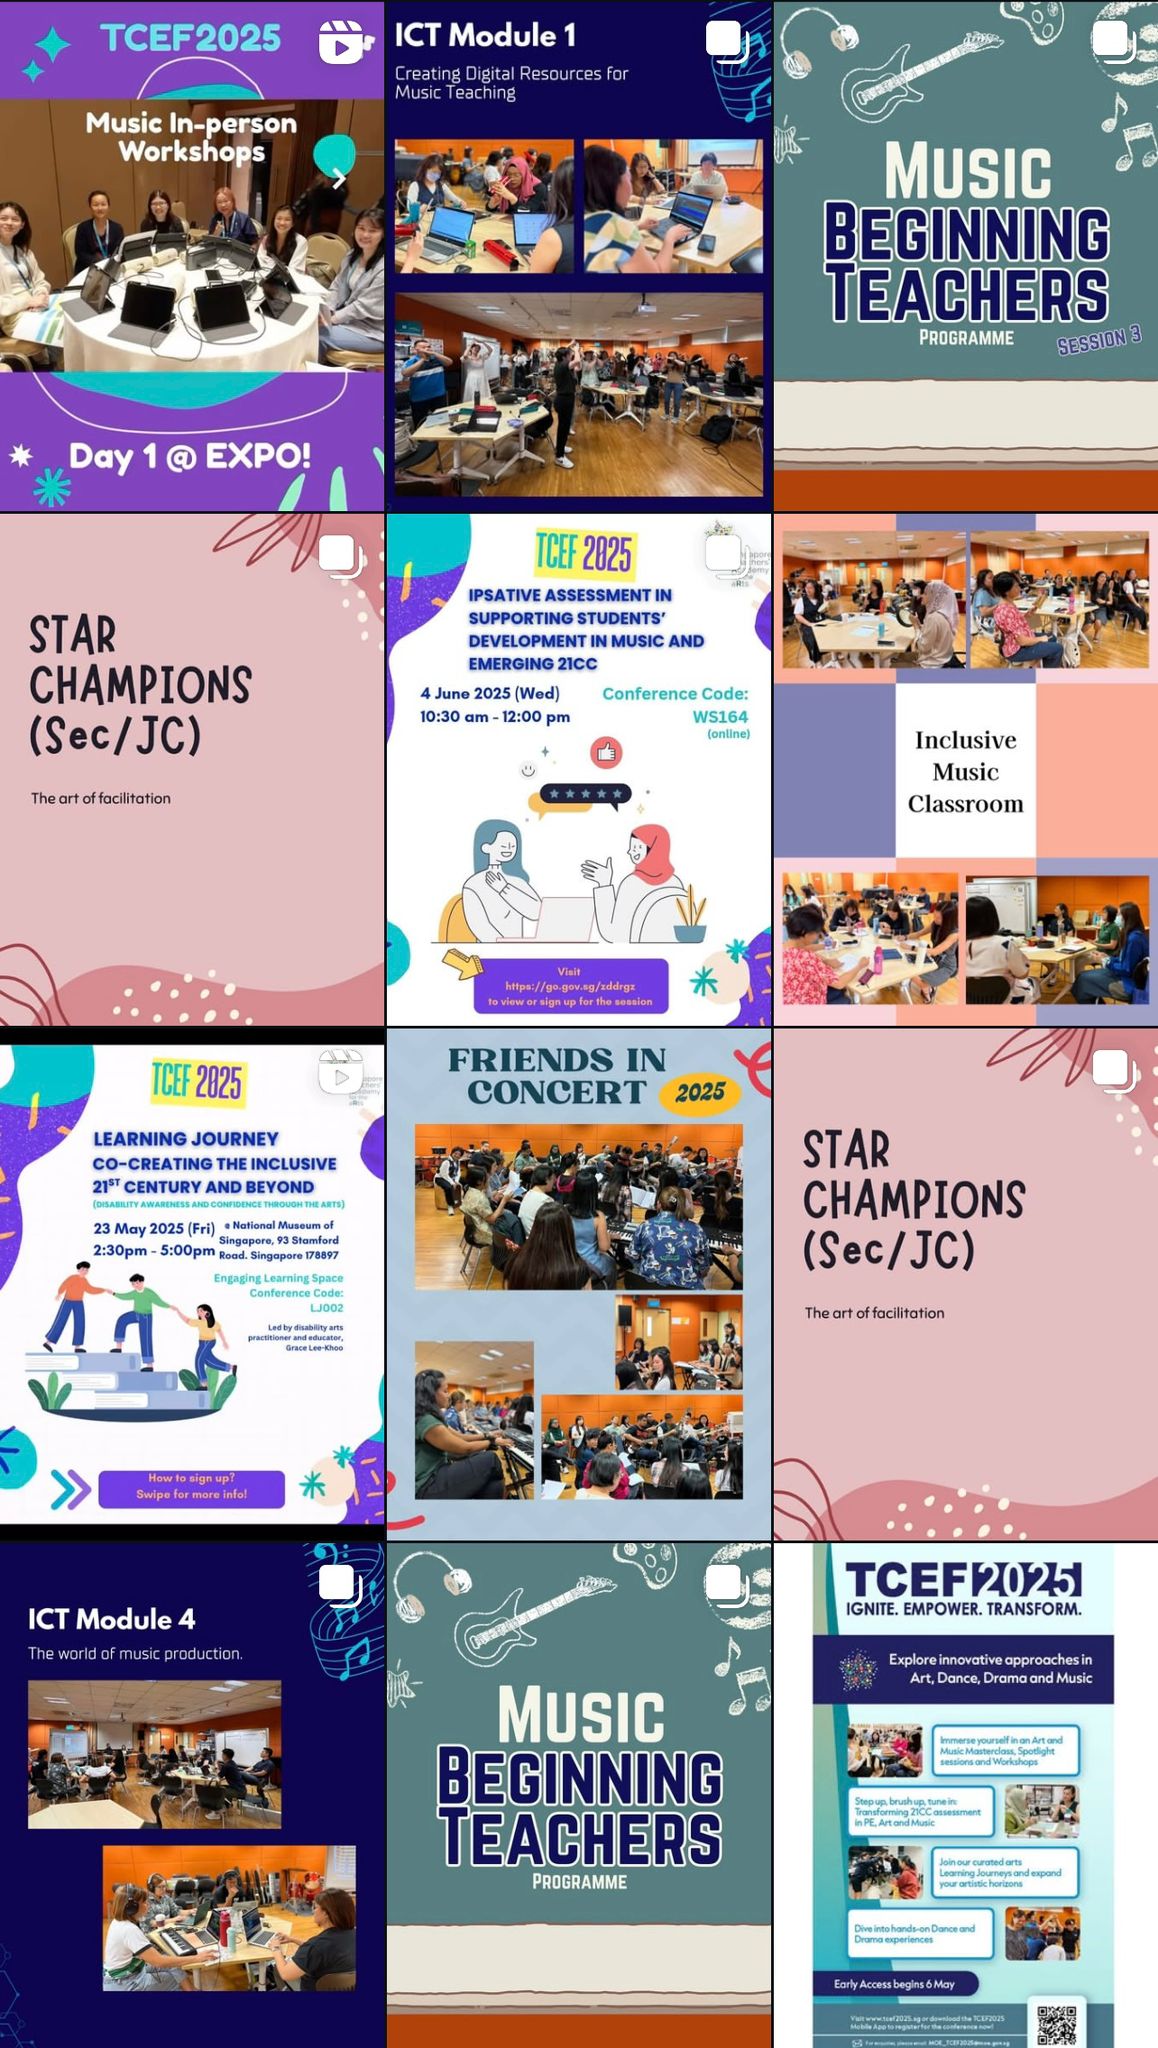 TCEF2025
Music In-person
Workshops
Day 1 @ EXPO!
ICT Module 1
Creating Digital Resources for
Music Teaching
MUSIC
BEGINNING
TEACHERS
PROGRAMME
SESSION 3
STAR
CHAMPIONS
(Sec/JC)
The art of facilitation
TCEF 2025
IPSATIVE ASSESSMENT IN
SUPPORTING STUDENTS'
DEVELOPMENT IN MUSIC AND
EMERGING 21CC
4 June 2025 (Wed)
10:30 am - 12:00 pm
Conference Code:
WS164
(online)
Visit
https://go.gov.sg/zddrgz
to view or sign up for the session
Inclusive
Music
Classroom
TCEF 2025
LEARNING JOURNEY
CO-CREATING THE INCLUSIVE
21ST CENTURY AND BEYOND
(DISABILITY AWARENESS AND CONFIDENCE THROUGH THE ARTS)
23 May 2025 (Fri)
2:30pm - 5:00pm
@ National Museum of
Singapore, 93 Stamford
Road. Singapore 178897
Engaging Learning Space
Conference Code:
LJ002
Led by disability arts
practitioner and educator,
Grace Lee-Khoo
How to sign up?
Swipe for more info!
FRIENDS IN
CONCERT
2025
STAR
CHAMPIONS
(Sec/JC)
The art of facilitation
ICT Module 4
The world of music production.
MUSIC
BEGINNING
TEACHERS
PROGRAMME
TCEF2025
IGNITE. EMPOWER. TRANSFORM.
Explore innovative approaches in
Art, Dance, Drama and Music
Immerse yourself in an Art and
Music Masterclass, Spotlight
sessions and Workshops
Step up, brush up, tune in:
Transforming 21CC assessment
in PE, Art and Music
Join our curated arts
Learning Journeys and expand
your artistic horizons
Dive into hands-on Dance and
Drama experiences
Early Access begins 6 May
Visit www.tcef2025.sg or download the TCEF2025
Mobile App to register for the conference now!
For enquiries, please email: MOE_TCEF2025@moe.gov.sg